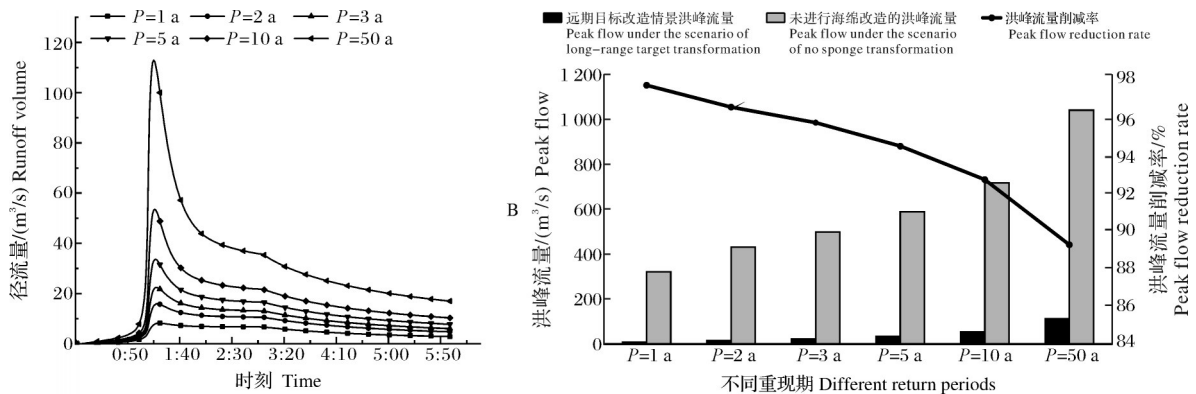 P=1 a P=2 a P=3 a
P=5 a P=10 a P=50 a
120
100
80
60
40
20
0
0:50 1:40 2:30 3:20 4:10 5:00 5:50
时刻 Time
径流量/(m³/s) Runoff volume
远期目标改造情景洪峰流量
Peak flow under the scenario of
long-range target transformation
未进行海绵改造的洪峰流量
Peak flow under the scenario
of no sponge transformation
洪峰流量削减率
Peak flow reduction rate
B
洪峰流量/(m³/s) Peak flow
1 200
1 000
800
600
400
200
0
98
96
94
92
90
88
86
84
洪峰流量削减率/%
Peak flow reduction rate
P=1 a P=2 a P=3 a P=5 a P=10 a P=50 a
不同重现期 Different return periods